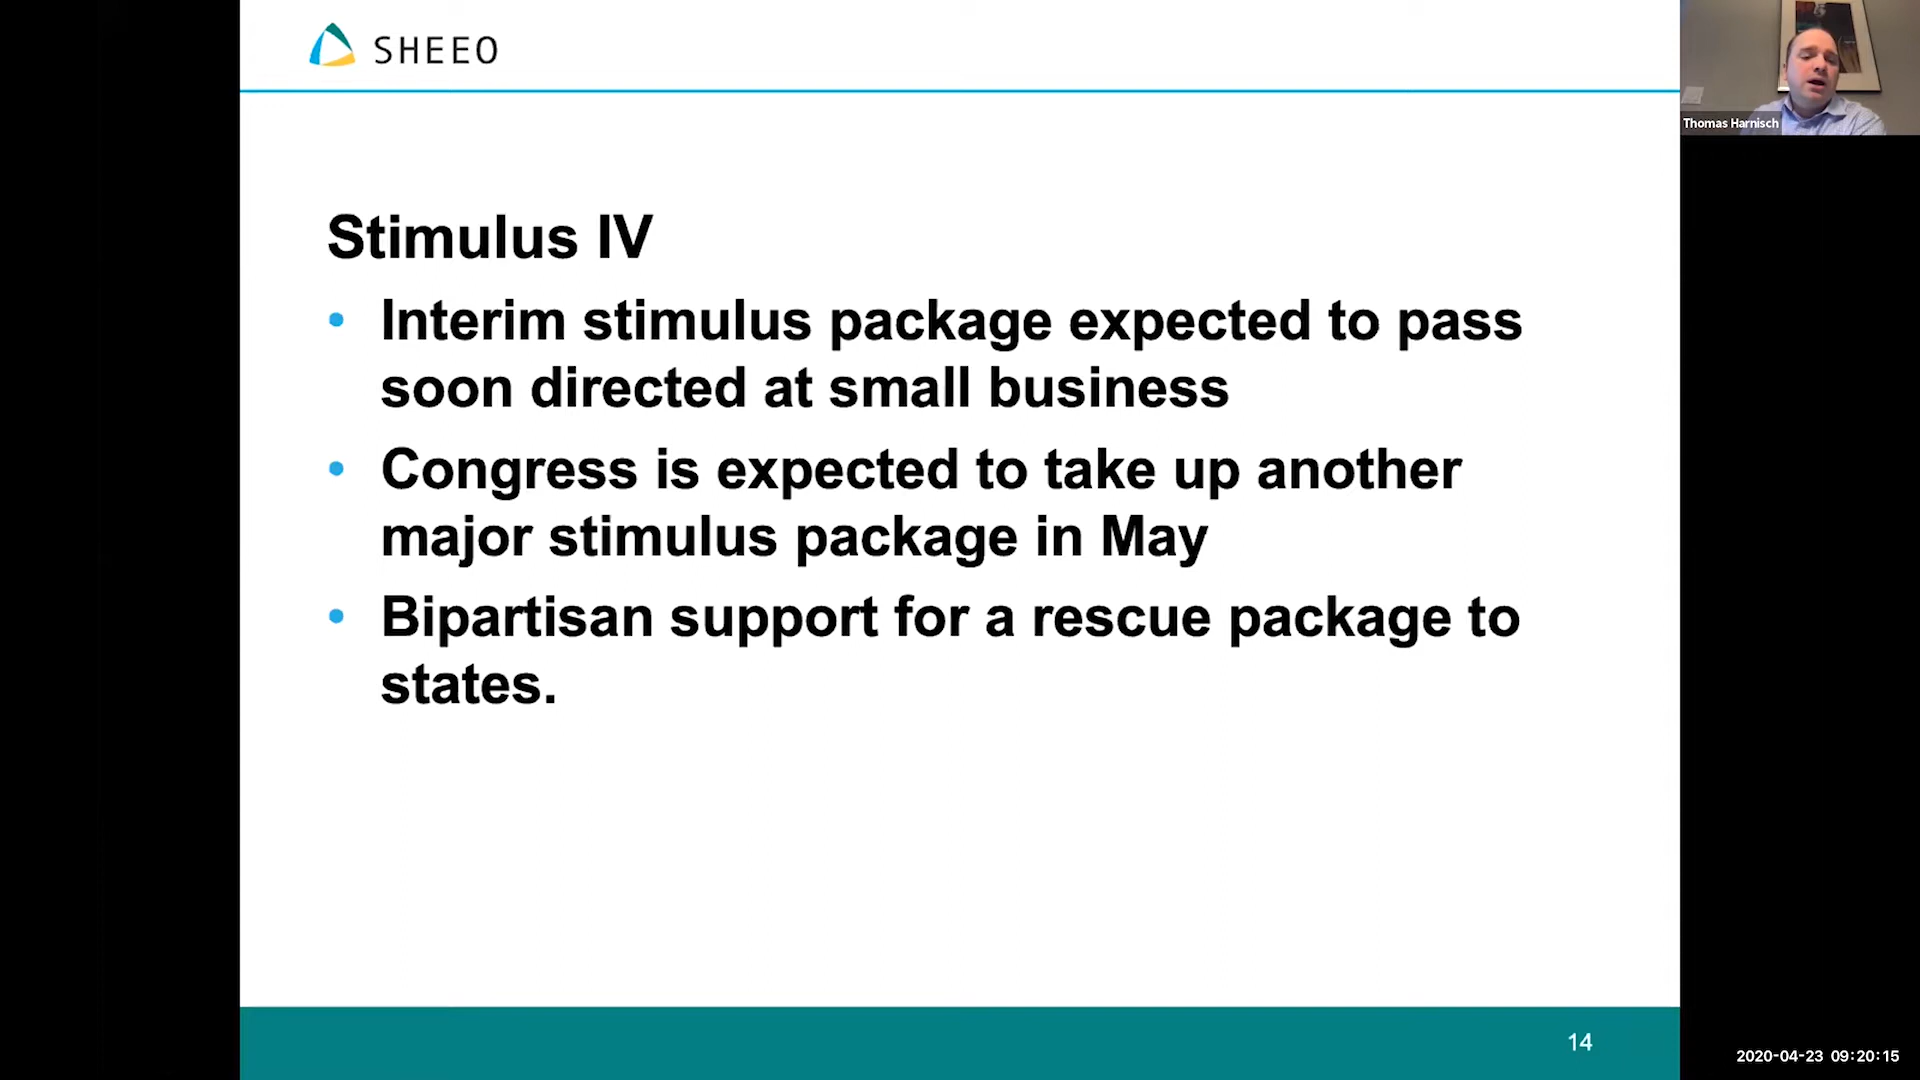 SHEEO
Thomas Harnisch
Stimulus IV
• Interim stimulus package expected to pass
soon directed at small business
• Congress is expected to take up another
major stimulus package in May
• Bipartisan support for a rescue package to
states.
14
2020-04-23 09:20:15